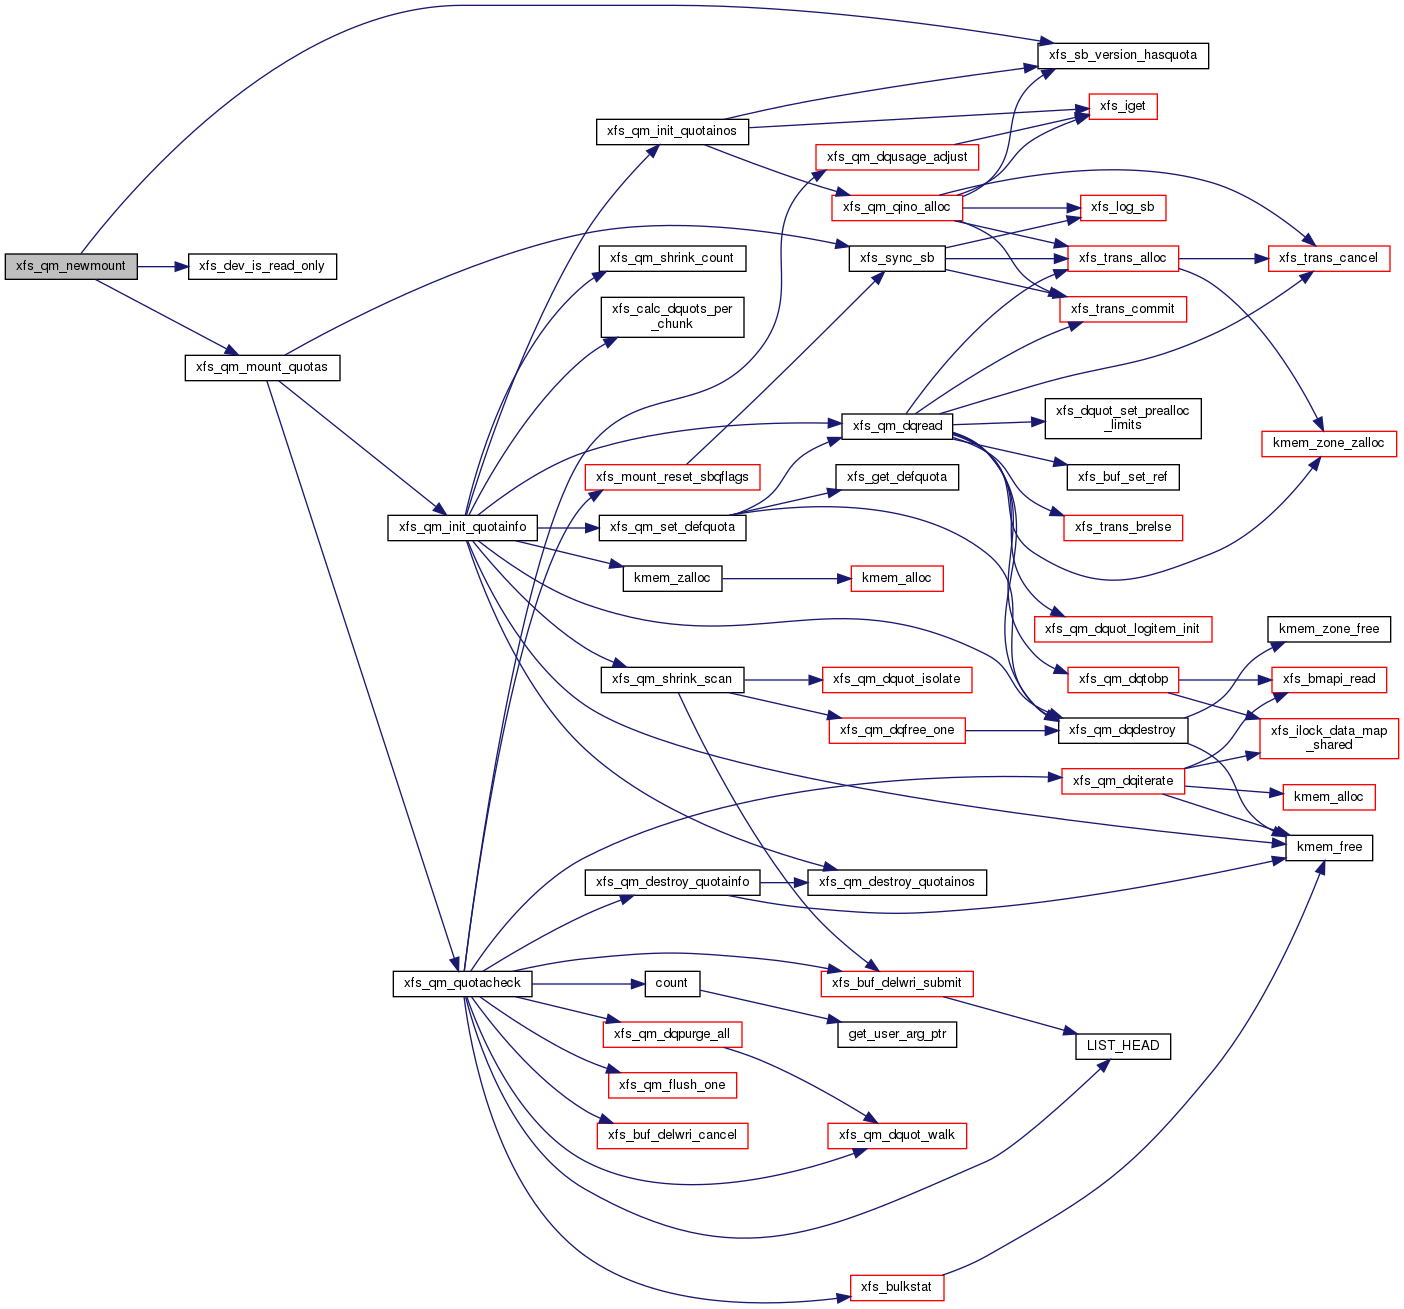 xfs_sb_version_hasquota
xfs_iget
xfs_qm_init_quotainos
xfs_qm_dqusage_adjust
xfs_qm_qino_alloc
xfs_log_sb
xfs_qm_newmount
xfs_dev_is_read_only
xfs_qm_shrink_count
xfs_sync_sb
xfs_trans_alloc
xfs_trans_cancel
xfs_calc_dquots_per
_chunk
xfs_trans_commit
xfs_qm_mount_quotas
xfs_qm_dqread
xfs_dquot_set_prealloc
_limits
kmem_zone_zalloc
xfs_mount_reset_sbqflags
xfs_get_defquota
xfs_buf_set_ref
xfs_qm_init_quotainfo
xfs_qm_set_defquota
xfs_trans_brelse
kmem_zalloc
kmem_alloc
xfs_qm_dquot_logitem_init
kmem_zone_free
xfs_qm_shrink_scan
xfs_qm_dquot_isolate
xfs_qm_dqtobp
xfs_bmapi_read
xfs_qm_dqfree_one
xfs_qm_dqdestroy
xfs_ilock_data_map
_shared
xfs_qm_dqiterate
kmem_alloc
kmem_free
xfs_qm_destroy_quotainfo
xfs_qm_destroy_quotainos
xfs_qm_quotacheck
count
xfs_buf_delwri_submit
xfs_qm_dqpurge_all
get_user_arg_ptr
LIST_HEAD
xfs_qm_flush_one
xfs_buf_delwri_cancel
xfs_qm_dquot_walk
xfs_bulkstat